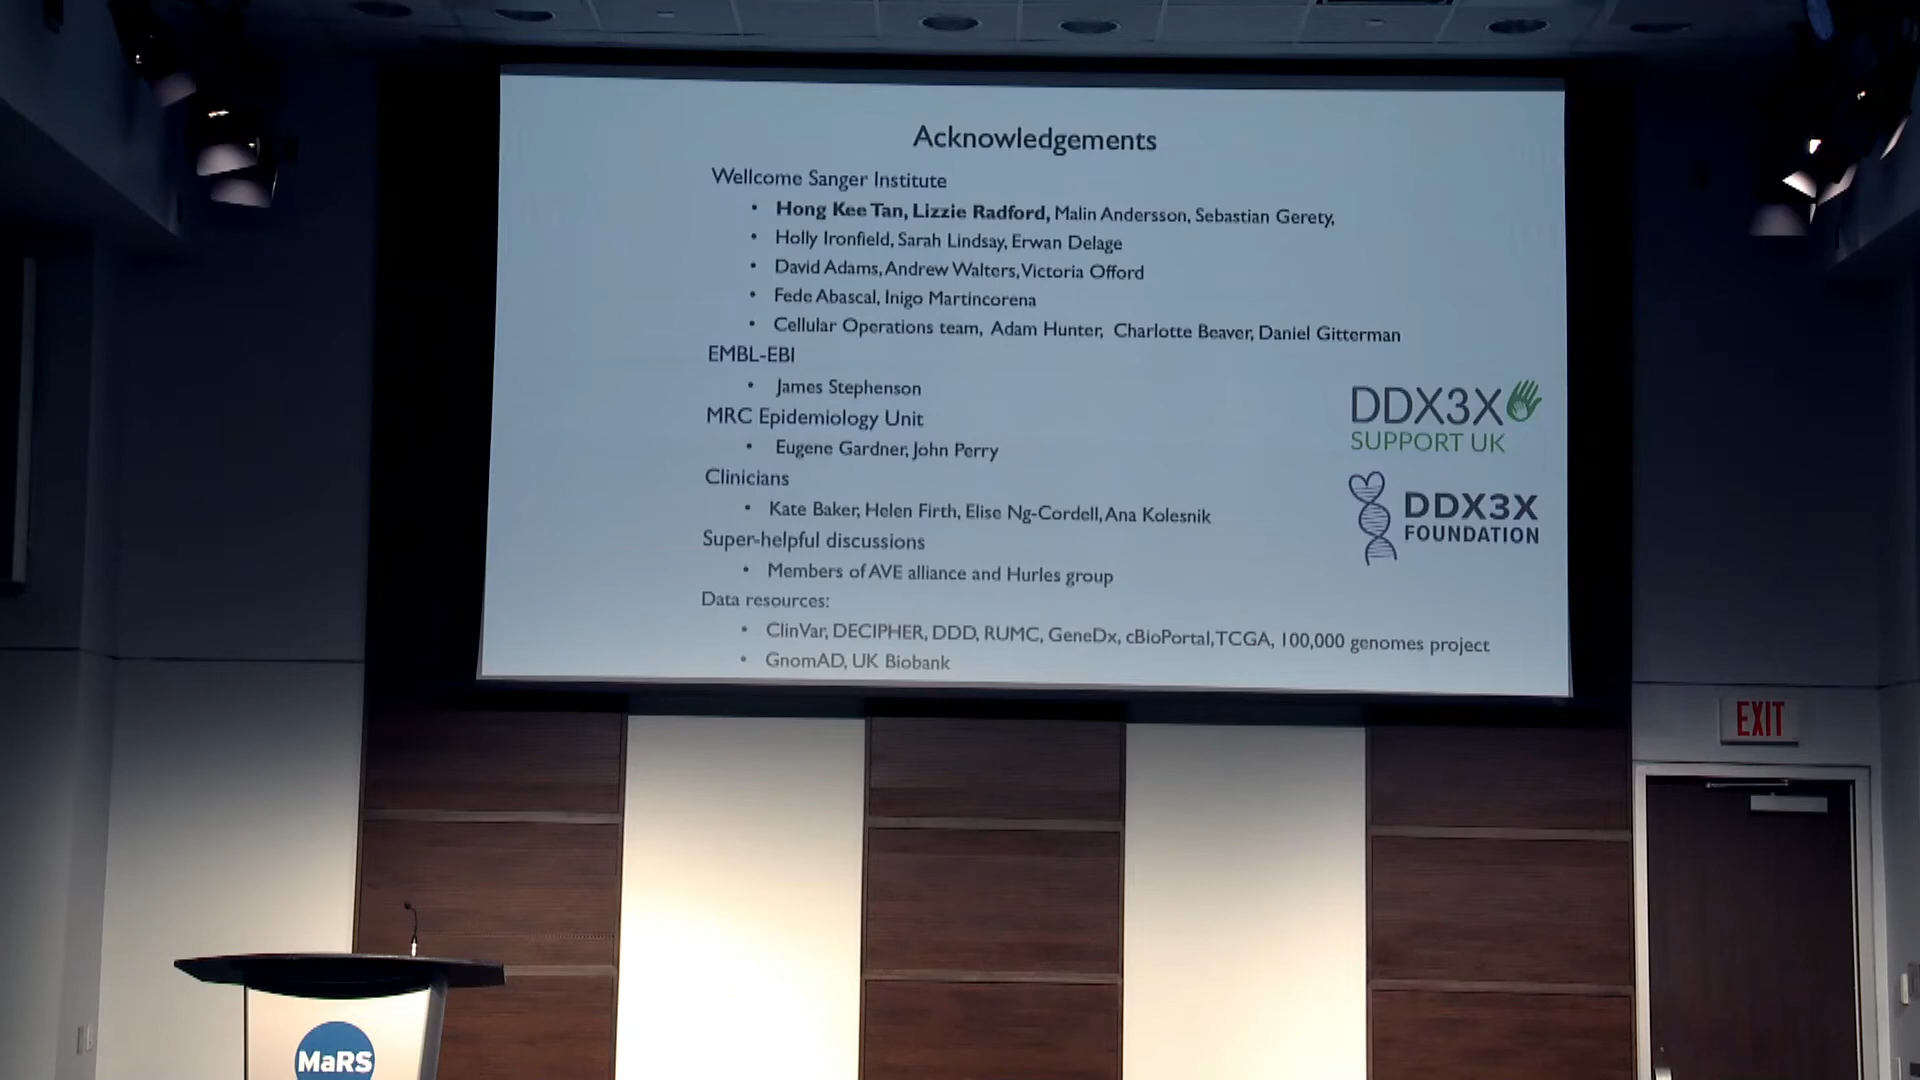 Acknowledgements
Wellcome Sanger Institute
• Hong Kee Tan, Lizzie Radford, Malin Andersson, Sebastian Gerety,
• Holly Ironfield, Sarah Lindsay, Erwan Delage
• David Adams, Andrew Walters, Victoria Offord
• Fede Abascal, Inigo Martincorena
• Cellular Operations team, Adam Hunter, Charlotte Beaver, Daniel Gitterman
EMBL-EBI
• James Stephenson
MRC Epidemiology Unit
• Eugene Gardner, John Perry
Clinicians
• Kate Baker, Helen Firth, Elise Ng-Cordell, Ana Kolesnik
Super-helpful discussions
• Members of AVE alliance and Hurles group
Data resources:
• ClinVar, DECIPHER, DDD, RUMC, GeneDx, cBioPortal, TCGA, 100,000 genomes project
• GnomAD, UK Biobank
DDX3X
SUPPORT UK
DDX3X
FOUNDATION
EXIT
MaRS